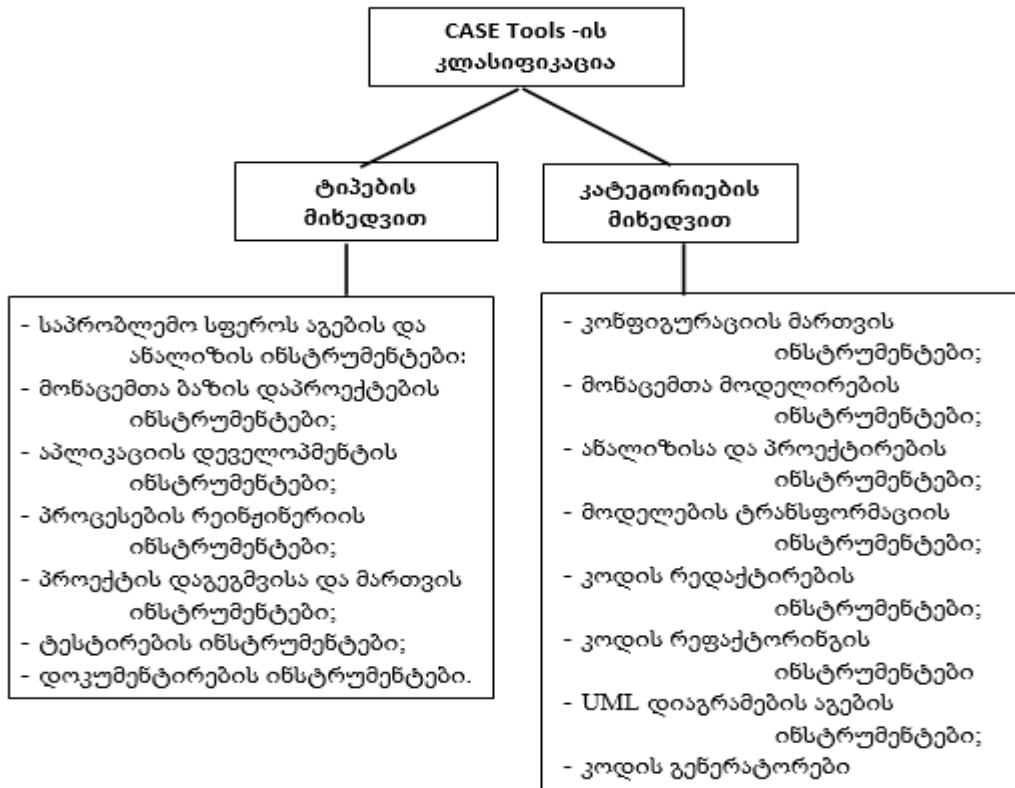 CASE Tools -ის
კლასიფიკაცია
ტიპების
მიხედვით
კატეგორიების
მიხედვით
- საპრობლემო სფეროს აგების და
ანალიზის ინსტრუმენტები:
- მონაცემთა ბაზის დაპროექტების
ინსტრუმენტები;
- აპლიკაციის დეველოპმენტის
ინსტრუმენტები;
- პროცესების რეინჟინერიის
ინსტრუმენტები;
- პროექტის დაგეგმვისა და მართვის
ინსტრუმენტები;
- ტესტირების ინსტრუმენტები;
- დოკუმენტირების ინსტრუმენტები.
- კონფიგურაციის მართვის
ინსტრუმენტები;
- მონაცემთა მოდელირების
ინსტრუმენტები;
- ანალიზისა და პროექტირების
ინსტრუმენტები;
- მოდელების ტრანსფორმაციის
ინსტრუმენტები;
- კოდის რედაქტირების
ინსტრუმენტები;
- კოდის რეფაქტორინგის
ინსტრუმენტები
- UML დიაგრამების აგების
ინსტრუმენტები;
- კოდის გენერატორები